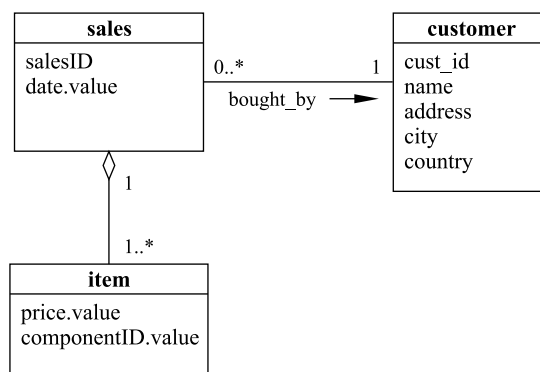 sales
salesID
date.value
customer
cust_id
name
address
city
country
0..*
1
bought_by
1
1..*
item
price.value
componentID.value